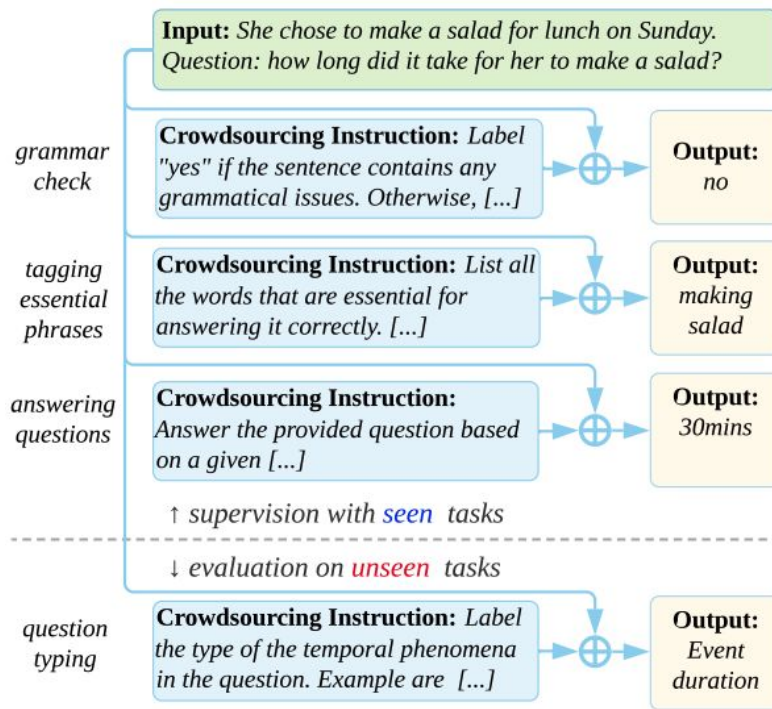 Input: She chose to make a salad for lunch on Sunday.
Question: how long did it take for her to make a salad?
grammar
check
Crowdsourcing Instruction: Label
"yes" if the sentence contains any
grammatical issues. Otherwise, [...]
Output:
no
tagging
essential
phrases
Crowdsourcing Instruction: List all
the words that are essential for
answering it correctly. [...]
Output:
making
salad
answering
questions
Crowdsourcing Instruction:
Answer the provided question based
on a given [...]
Output:
30mins
↑ supervision with seen tasks
↓ evaluation on unseen tasks
question
typing
Crowdsourcing Instruction: Label
the type of the temporal phenomena
in the question. Example are [...]
Output:
Event
duration